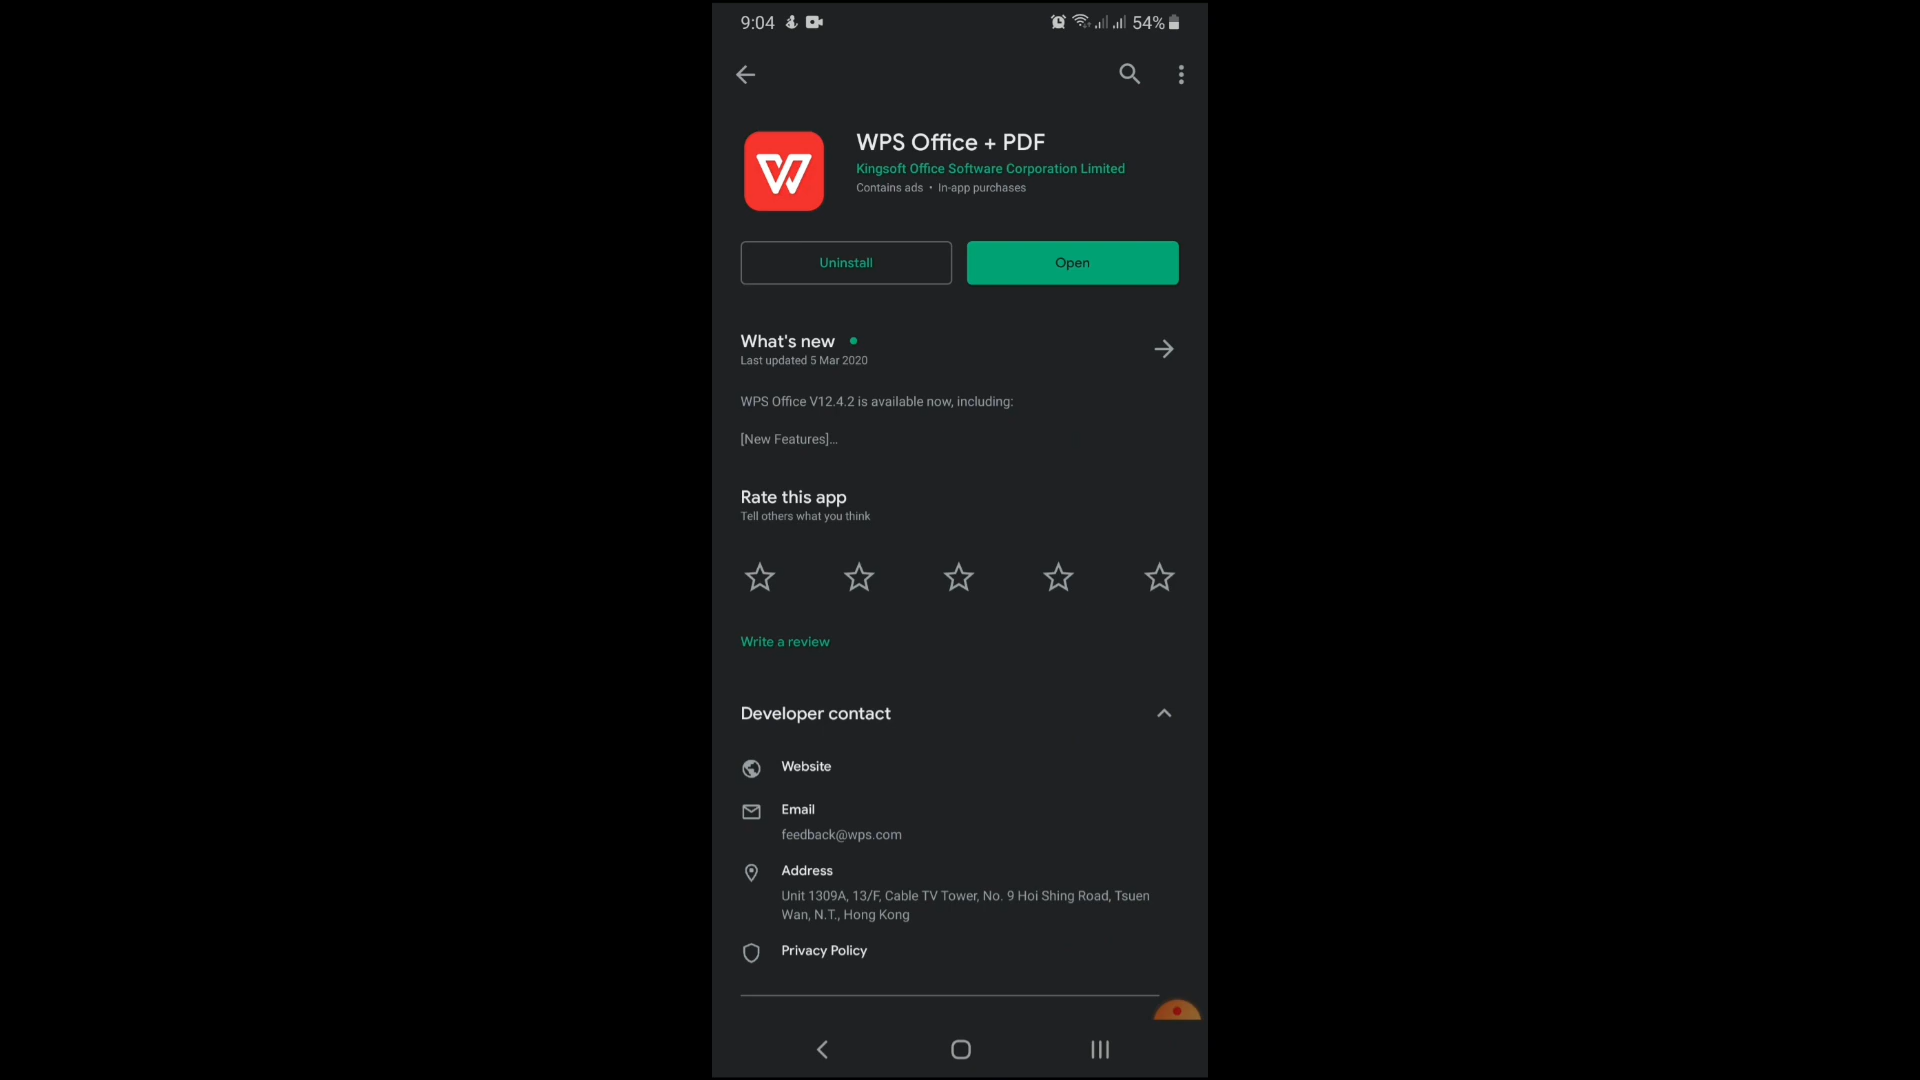 9:04
54%
WPS Office + PDF
Kingsoft Office Software Corporation Limited
Contains ads • In-app purchases
Uninstall
Open
What's new
Last updated 5 Mar 2020
WPS Office V12.4.2 is available now, including:
[New Features]...
Rate this app
Tell others what you think
Write a review
Developer contact
Website
Email
feedback@wps.com
Address
Unit 1309A, 13/F, Cable TV Tower, No. 9 Hoi Shing Road, Tsuen
Wan, N.T., Hong Kong
Privacy Policy